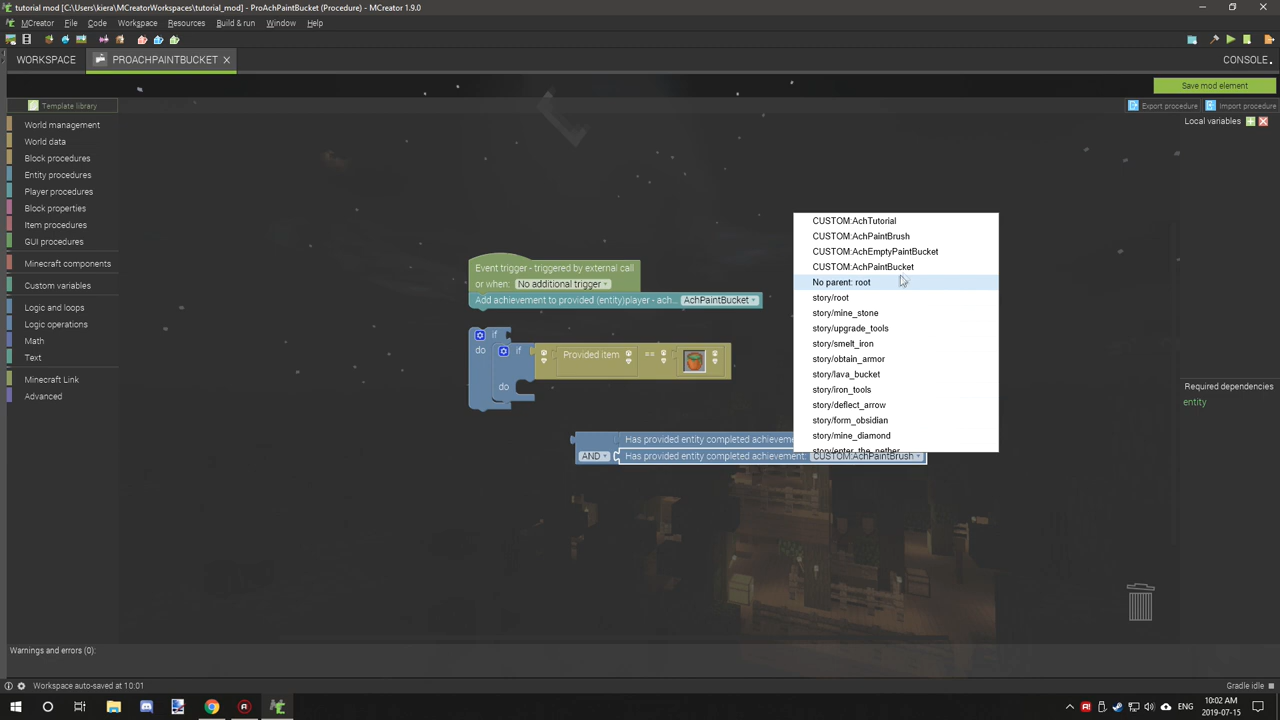 tutorial mod [C:\Users\kiera\MCreatorWorkspaces\tutorial_mod] - ProAchPaintBucket (Procedure) - MCreator 1.9.0
MCreator File Code Workspace Resources Build & run Window Help
WORKSPACE PROACHPAINTBUCKET CONSOLE
Save mod element
Template library Export procedure Import procedure
World management Local variables
World data
Block procedures
Entity procedures
Player procedures
Block properties
Item procedures
GUI procedures
Minecraft components
Custom variables
Logic and loops
Logic operations
Math
Text
Minecraft Link
Advanced
Event trigger - triggered by external call
or when: No additional trigger
Add achievement to provided (entity)player - ach... AchPaintBucket
if
do if Provided item ==
do
Has provided entity completed achieveme
AND Has provided entity completed achievement: CUSTOM:AchPaintBrush
CUSTOM:AchTutorial
CUSTOM:AchPaintBrush
CUSTOM:AchEmptyPaintBucket
CUSTOM:AchPaintBucket
No parent: root
story/root
story/mine_stone
story/upgrade_tools
story/smelt_iron
story/obtain_armor
story/lava_bucket
story/iron_tools
story/deflect_arrow
story/form_obsidian
story/mine_diamond
story/enter_the_nether
Required dependencies
entity
Warnings and errors (0):
Workspace auto-saved at 10:01 Gradle idle
ENG 10:02 AM
2019-07-15